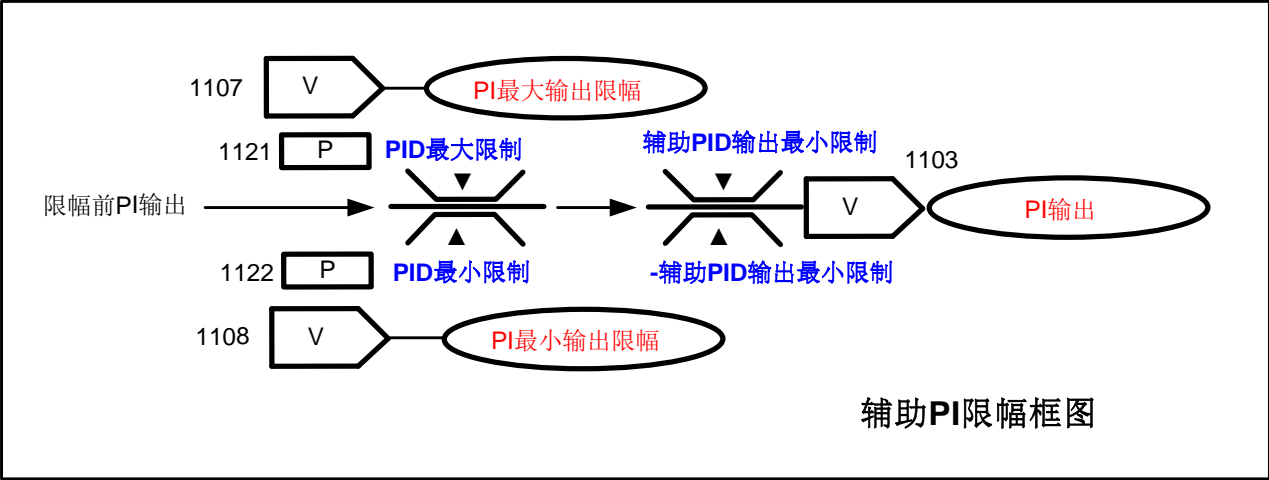 1107 V PI最大输出限幅
1121 P PID最大限制 辅助PID输出最小限制 1103
限幅前PI输出 V PI输出
1122 P PID最小限制 -辅助PID输出最小限制
1108 V PI最小输出限幅
辅助PI限幅框图